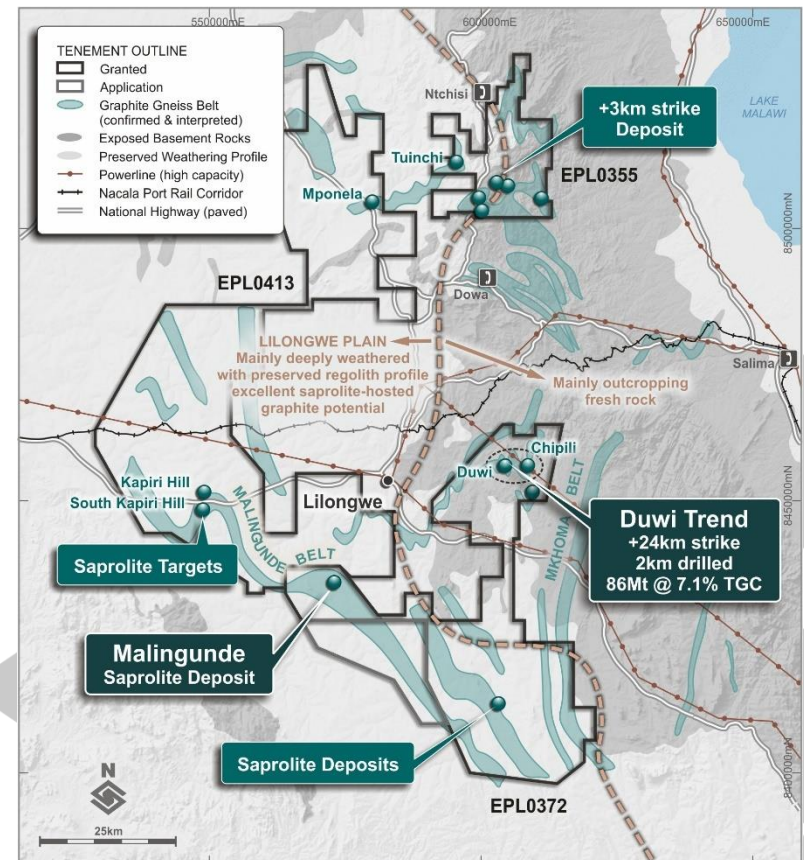 550000mE
600000mE
650000mE
TENEMENT OUTLINE
Granted
Application
Graphite Gneiss Belt
(confirmed & interpreted)
Exposed Basement Rocks
Preserved Weathering Profile
Powerline (high capacity)
Nacala Port Rail Corridor
National Highway (paved)
Ntchisi
+3km strike
Deposit
LAKE
MALAWI
Tuinchi
EPL0355
Mponela
8500000mN
EPL0413
Dowa
LILONGWE PLAIN
Mainly deeply weathered
with preserved regolith profile
excellent saprolite-hosted
graphite potential
Mainly outcropping
fresh rock
Salima
Chipili
Duwi
Kapiri Hill
South Kapiri Hill
Lilongwe
MALINGUNDE BELT
MKHOMA BELT
8450000mN
Duwi Trend
+24km strike
2km drilled
86Mt @ 7.1% TGC
Saprolite Targets
Malingunde
Saprolite Deposit
Saprolite Deposits
8400000mN
N
25km
EPL0372